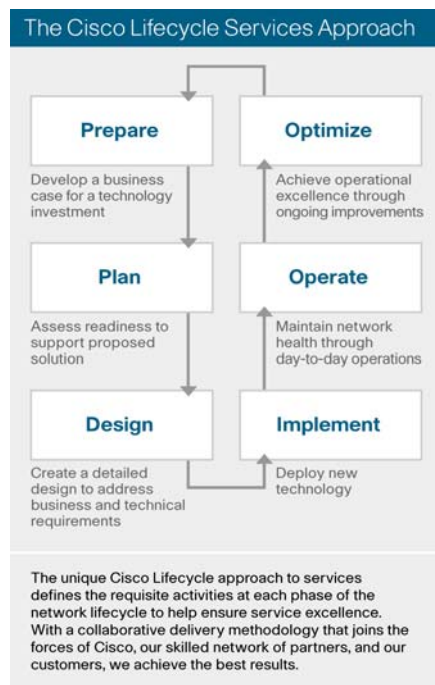 The Cisco Lifecycle Services Approach
Prepare
Develop a business
case for a technology
investment
Plan
Assess readiness to
support proposed
solution
Design
Create a detailed
design to address
business and technical
requirements
Optimize
Achieve operational
excellence through
ongoing improvements
Operate
Maintain network
health through
day-to-day operations
Implement
Deploy new
technology
The unique Cisco Lifecycle approach to services
defines the requisite activities at each phase of the
network lifecycle to help ensure service excellence.
With a collaborative delivery methodology that joins the
forces of Cisco, our skilled network of partners, and our
customers, we achieve the best results.